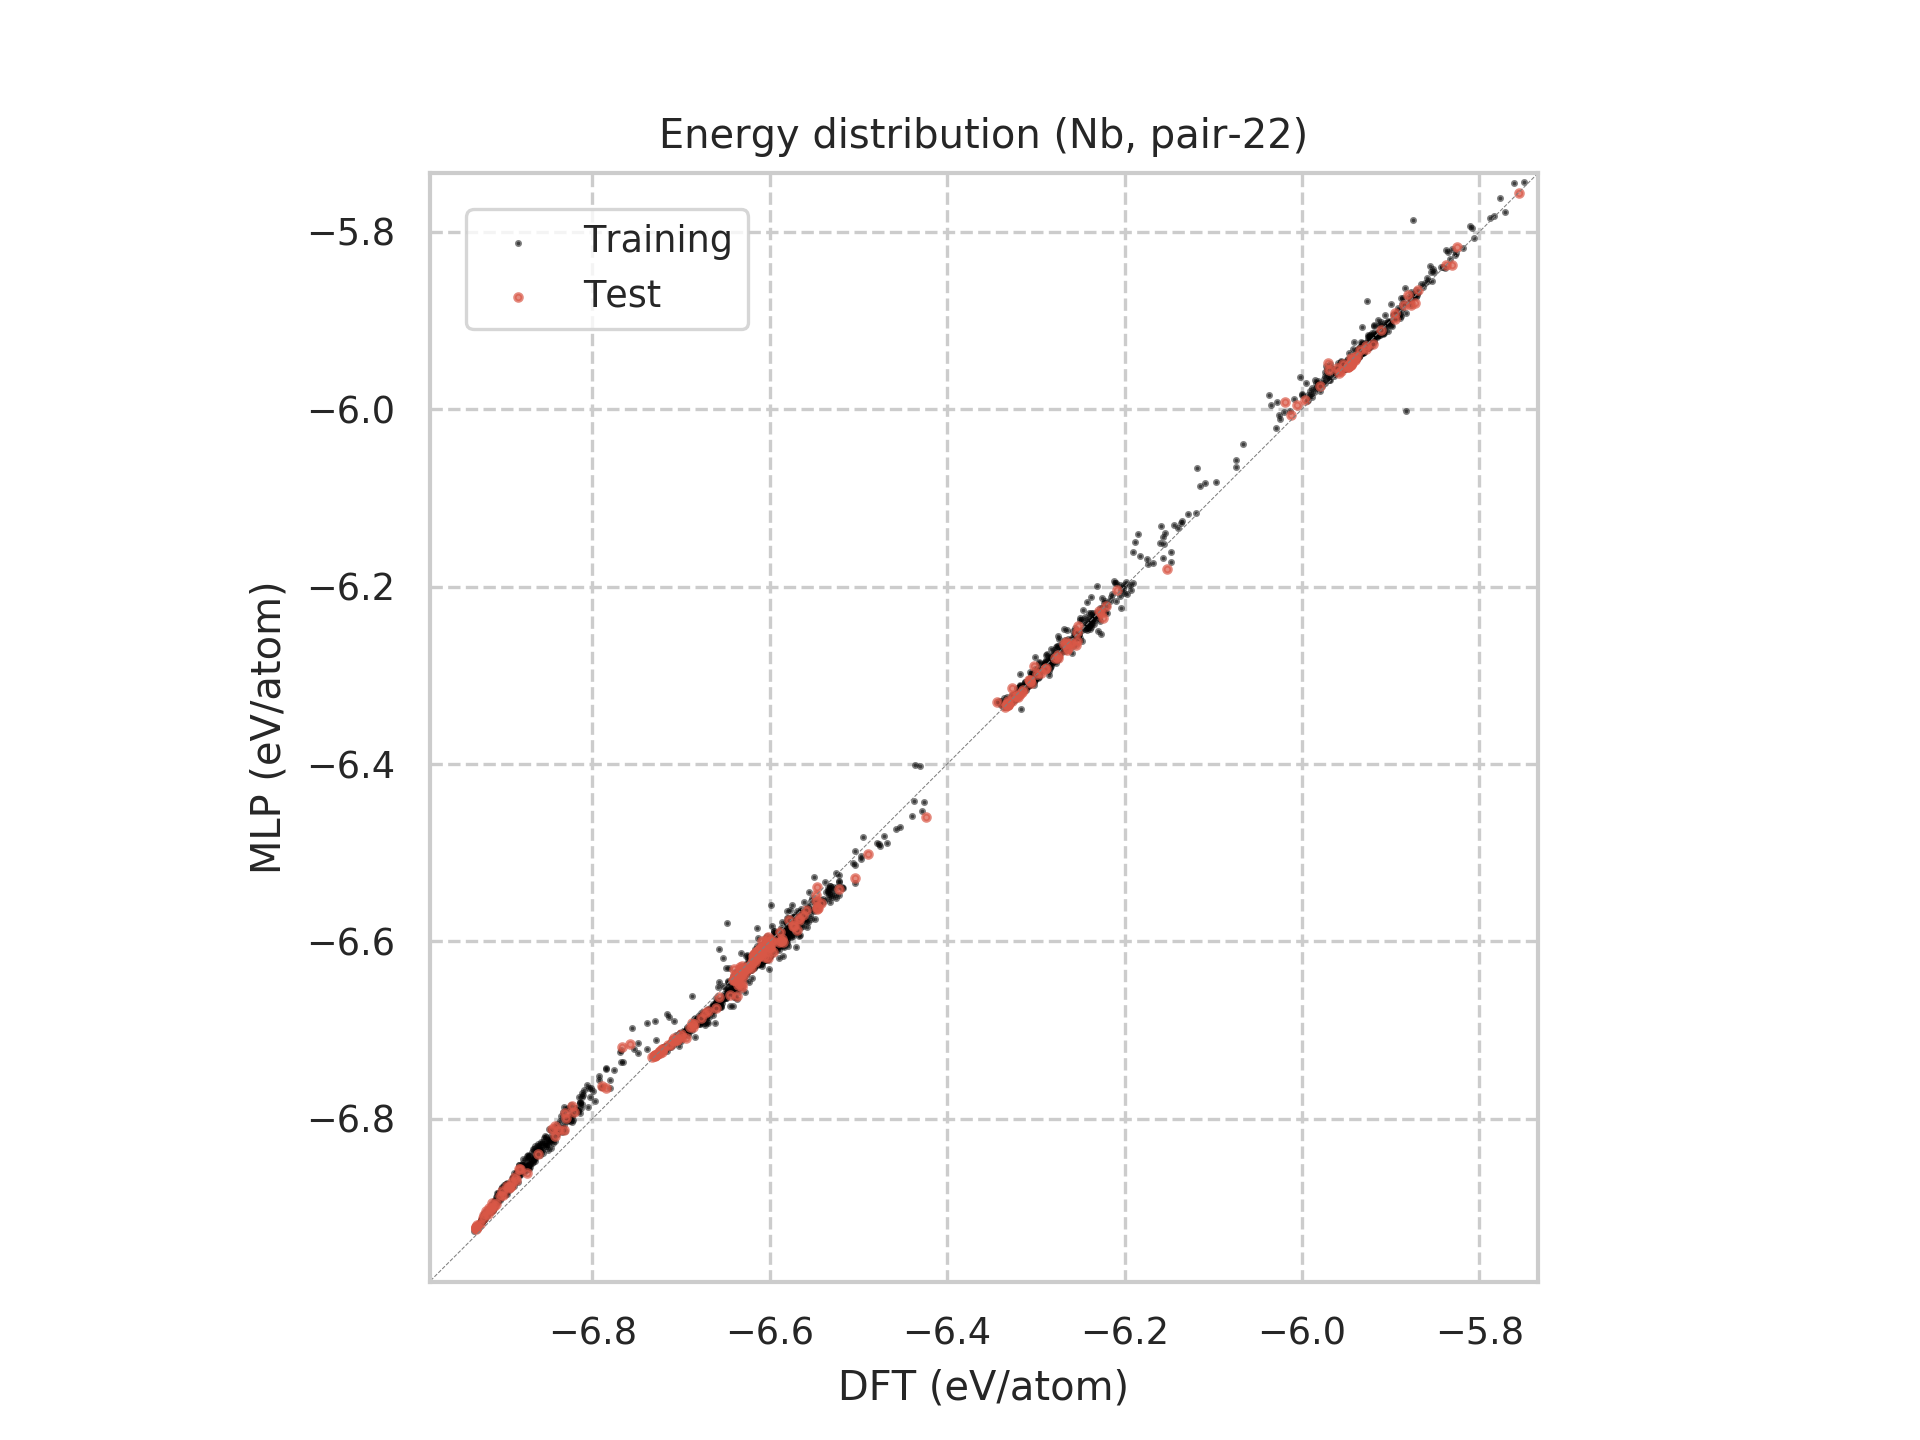 Energy distribution (Nb, pair-22)
Training
Test
MLP (eV/atom)
−5.8
−6.0
−6.2
−6.4
−6.6
−6.8
−6.8 −6.6 −6.4 −6.2 −6.0 −5.8
DFT (eV/atom)